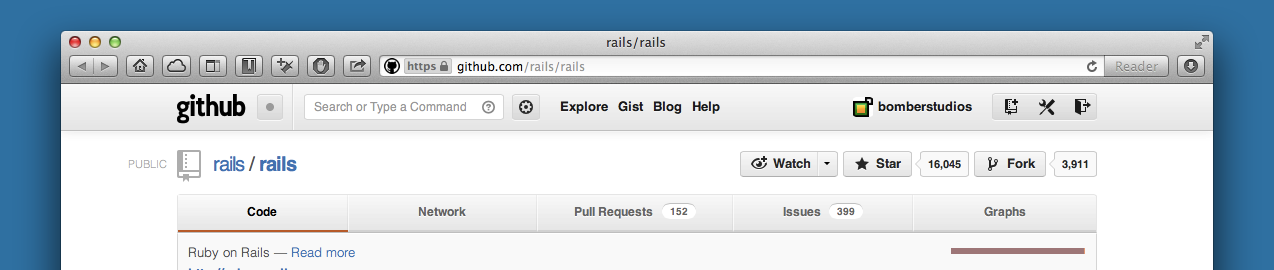 rails/rails
https github.com/rails/rails Reader
github Search or Type a Command Explore Gist Blog Help bomberstudios
PUBLIC rails / rails Watch Star 16,045 Fork 3,911
Code Network Pull Requests 152 Issues 399 Graphs
Ruby on Rails — Read more